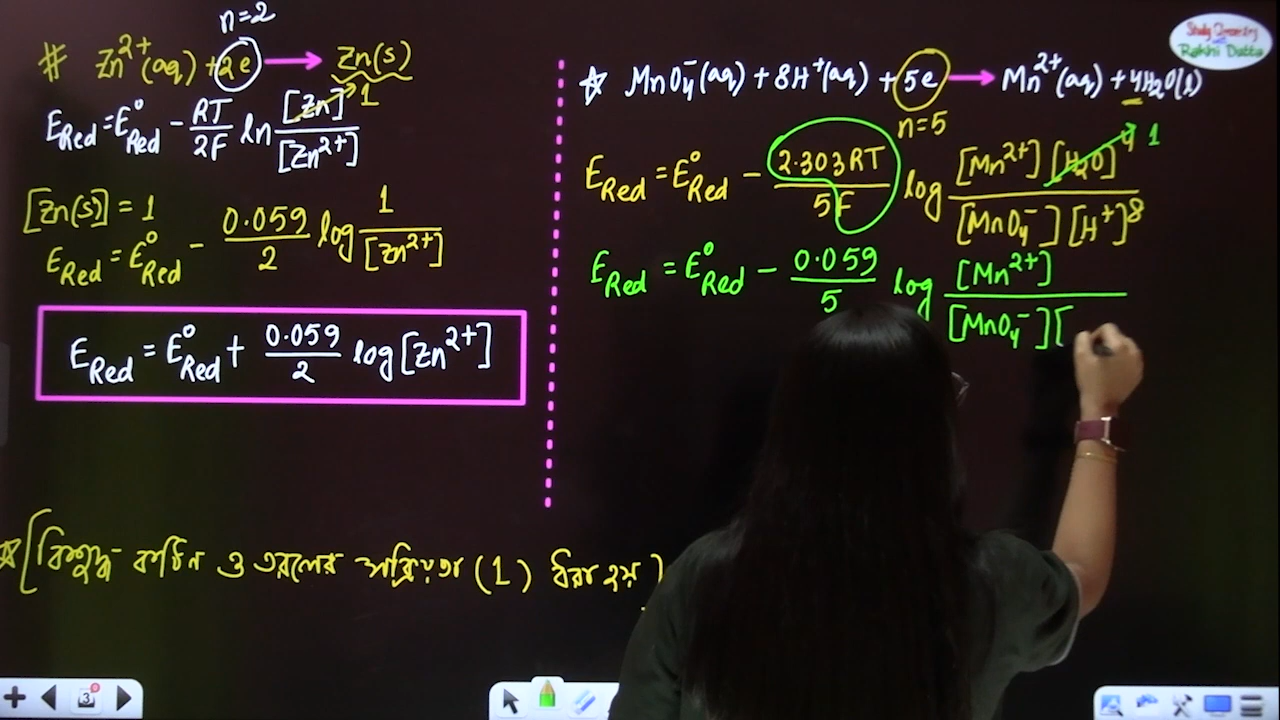 n=2
# Zn²⁺(aq) + 2e ⟶ Zn(s)
E_Red = E°_Red − RT/2F ln [Zn]/[Zn²⁺]
1
[Zn(s)] = 1
E_Red = E°_Red − 0.059/2 log 1/[Zn²⁺]
E_Red = E°_Red + 0.059/2 log [Zn²⁺]
☆ [বিশুদ্ধ কঠিন ও তরলের সক্রিয়তা (1) ধরা হয়]
Study Chemistry
with
Rakhi Dutta
☆ MnO₄⁻(aq) + 8H⁺(aq) + 5e ⟶ Mn²⁺(aq) + 4H₂O(l)
n=5
E_Red = E°_Red − 2.303RT/5F log [Mn²⁺][H₂O]⁴/[MnO₄⁻][H⁺]⁸
1
E_Red = E°_Red − 0.059/5 log [Mn²⁺]/[MnO₄⁻][
3